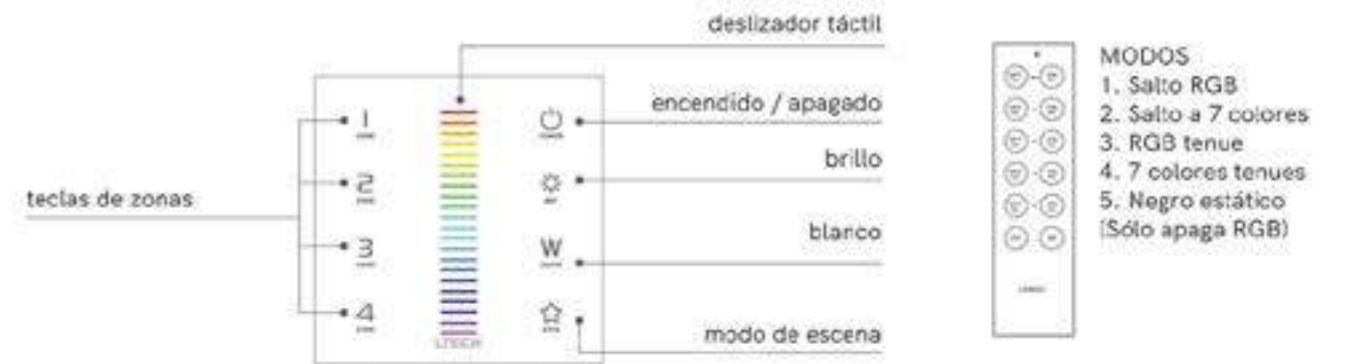 deslizador táctil
encendido / apagado
brillo
blanco
modo de escena
teclas de zonas
1
2
3
4
W
LTECH
MODOS
1. Salto RGB
2. Salto a 7 colores
3. RGB tenue
4. 7 colores tenues
5. Negro estático
(Sólo apaga RGB)